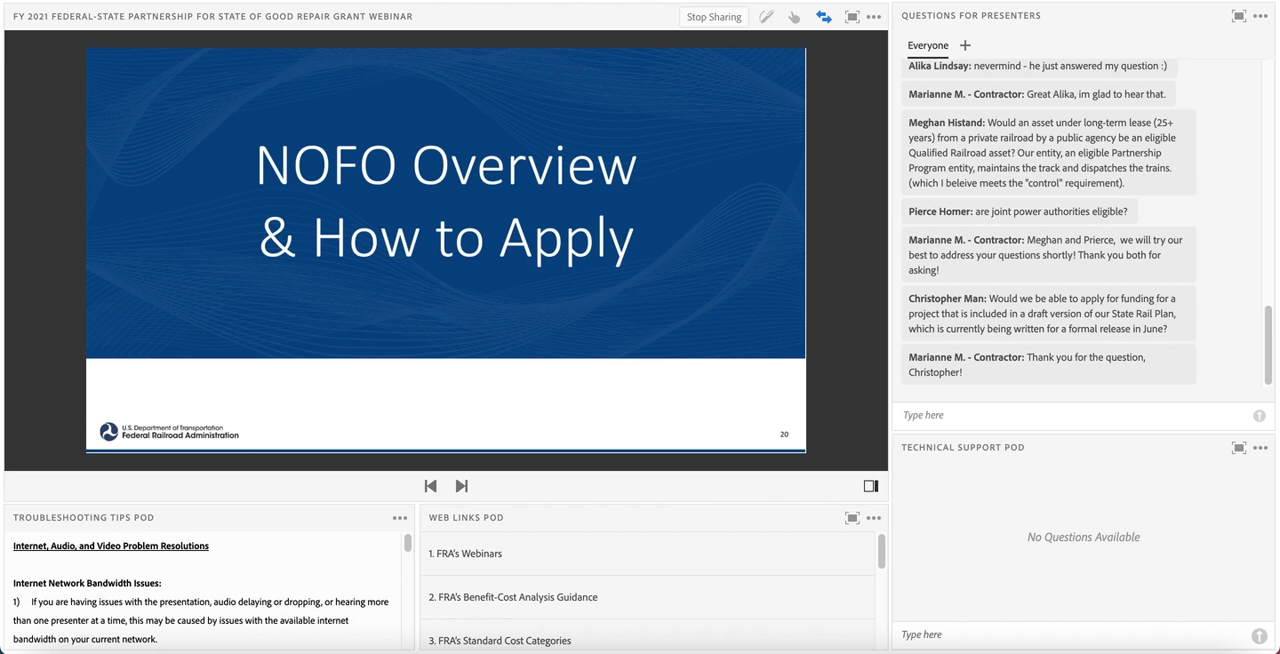 FY 2021 FEDERAL-STATE PARTNERSHIP FOR STATE OF GOOD REPAIR GRANT WEBINAR
Stop Sharing
NOFO Overview
& How to Apply
U.S. Department of Transportation
Federal Railroad Administration
20
TROUBLESHOOTING TIPS POD
Internet, Audio, and Video Problem Resolutions
Internet Network Bandwidth Issues:
1) If you are having issues with the presentation, audio delaying or dropping, or hearing more
than one presenter at a time, this may be caused by issues with the available internet
bandwidth on your current network.
WEB LINKS POD
1. FRA's Webinars
2. FRA's Benefit-Cost Analysis Guidance
3. FRA's Standard Cost Categories
QUESTIONS FOR PRESENTERS
Everyone
Alika Lindsay: nevermind - he just answered my question :)
Marianne M. - Contractor: Great Alika, im glad to hear that.
Meghan Histand: Would an asset under long-term lease (25+
years) from a private railroad by a public agency be an eligible
Qualified Railroad asset? Our entity, an eligible Partnership
Program entity, maintains the track and dispatches the trains.
(which I beleive meets the "control" requirement).
Pierce Homer: are joint power authorities eligible?
Marianne M. - Contractor: Meghan and Prierce, we will try our
best to address your questions shortly! Thank you both for
asking!
Christopher Man: Would we be able to apply for funding for a
project that is included in a draft version of our State Rail Plan,
which is currently being written for a formal release in June?
Marianne M. - Contractor: Thank you for the question,
Christopher!
Type here
TECHNICAL SUPPORT POD
No Questions Available
Type here